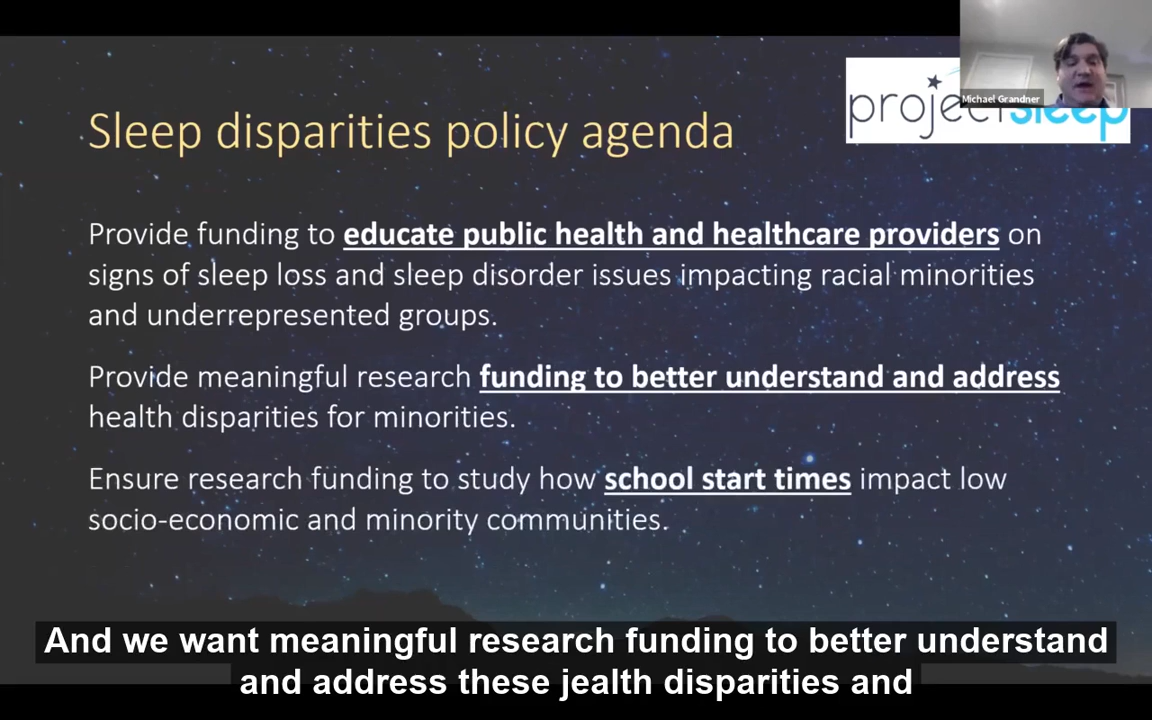 Michael Grandner
project sleep
Sleep disparities policy agenda
Provide funding to educate public health and healthcare providers on
signs of sleep loss and sleep disorder issues impacting racial minorities
and underrepresented groups.
Provide meaningful research funding to better understand and address
health disparities for minorities.
Ensure research funding to study how school start times impact low
socio-economic and minority communities.
And we want meaningful research funding to better understand
and address these jealth disparities and